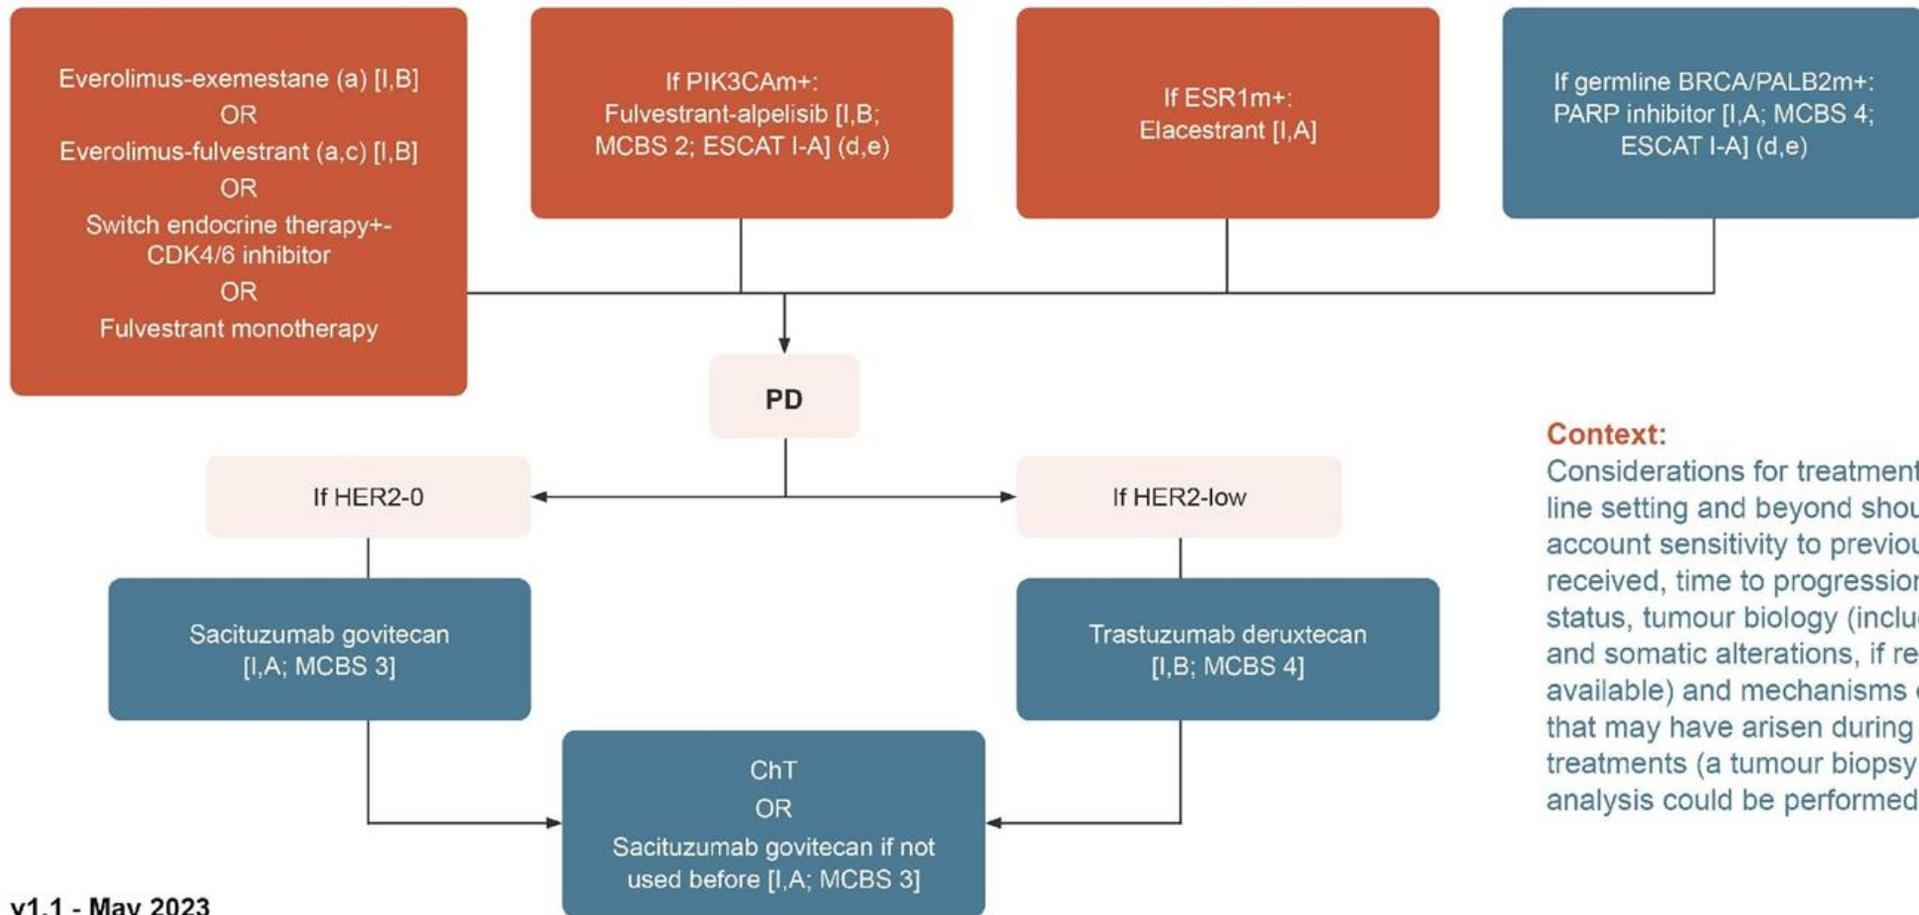 Everolimus-exemestane (a) [I,B]
OR
Everolimus-fulvestrant (a,c) [I,B]
OR
Switch endocrine therapy+-
CDK4/6 inhibitor
OR
Fulvestrant monotherapy
If PIK3CAm+:
Fulvestrant-alpelisib [I,B;
MCBS 2; ESCAT I-A] (d,e)
If ESR1m+:
Elacestrant [I,A]
If germline BRCA/PALB2m+:
PARP inhibitor [I,A; MCBS 4;
ESCAT I-A] (d,e)
PD
If HER2-0
If HER2-low
Sacituzumab govitecan
[I,A; MCBS 3]
Trastuzumab deruxtecan
[I,B; MCBS 4]
ChT
OR
Sacituzumab govitecan if not
used before [I,A; MCBS 3]
Context:
Considerations for treatment
line setting and beyond shou
account sensitivity to previou
received, time to progression
status, tumour biology (inclu
and somatic alterations, if re
available) and mechanisms
that may have arisen during
treatments (a tumour biopsy
analysis could be performed
v1.1 - May 2023